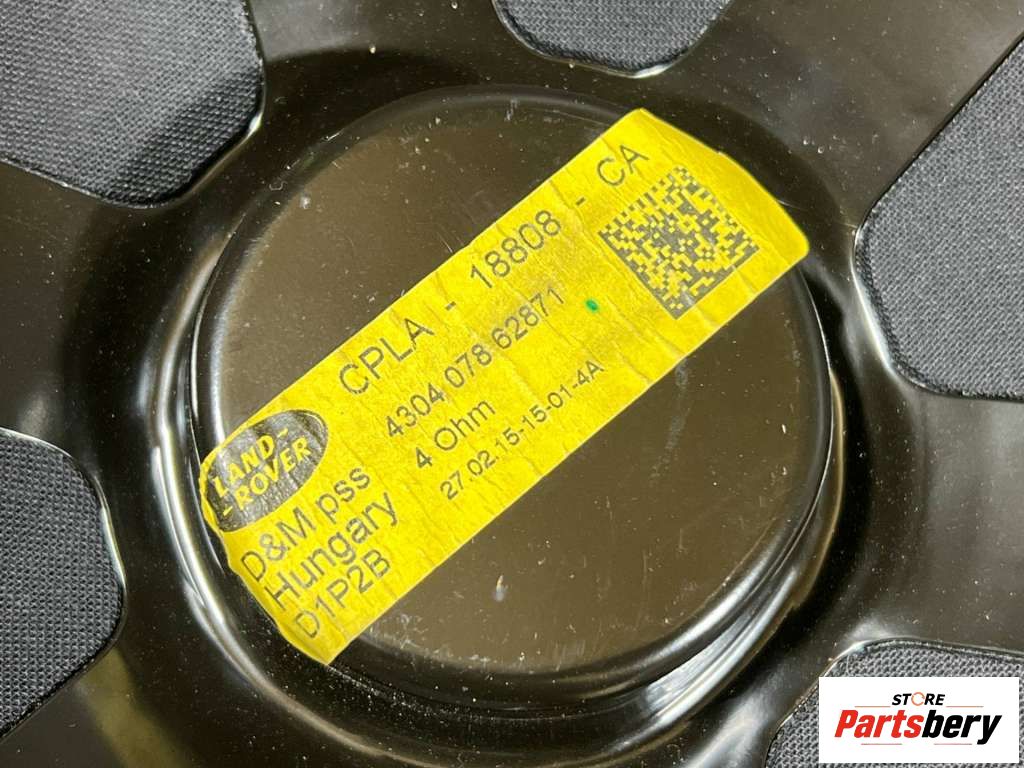 CPLA - 18808 - CA
4304 078 62871
4 Ohm
27.02.15-15-01-4A
LAND-
-ROVER
D&M pss
Hungary
D1P2B
STORE
Partsbery